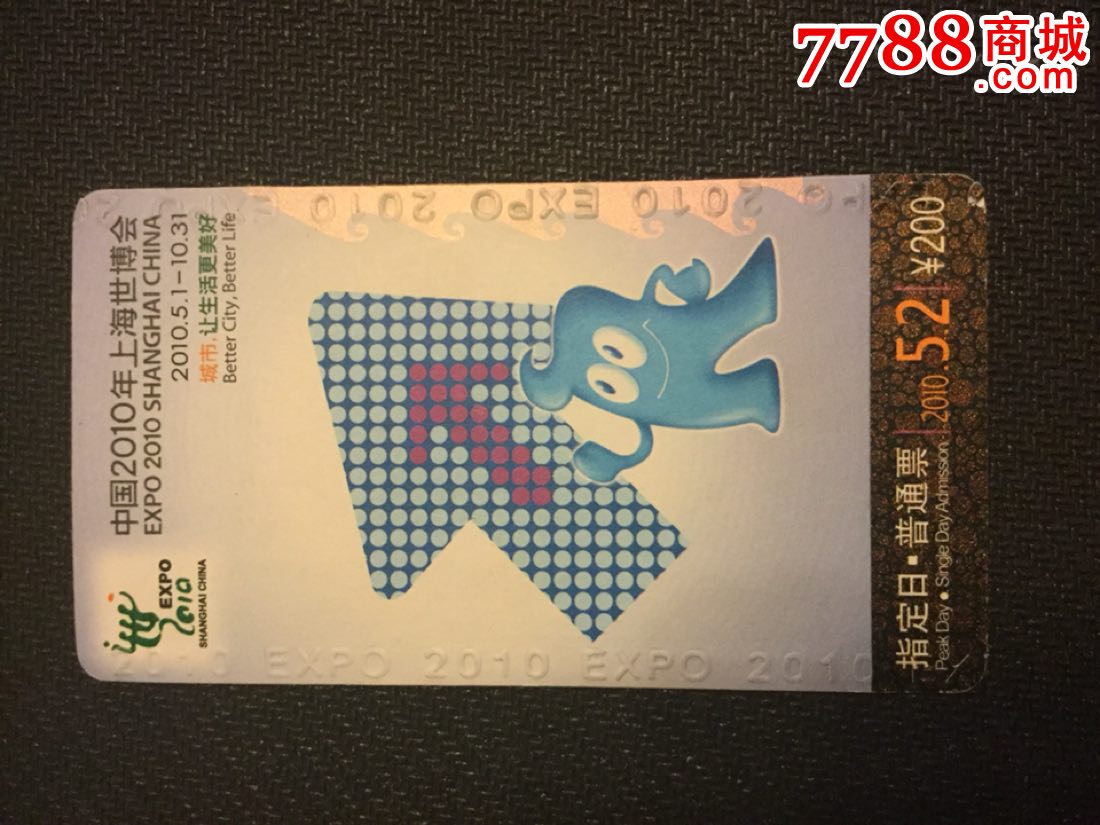 7788商城
.com
中国2010年上海世博会
EXPO 2010 SHANGHAI CHINA
2010.5.1-10.31
城市,让生活更美好
Better City, Better Life
EXPO
2010
SHANGHAI CHINA
2010 EXPO 2010 EXPO 2010
2010 EXPO 2010 EXPO 2010
指定日·普通票 2010.5.2 ¥200
Peak Day • Single Day Admission